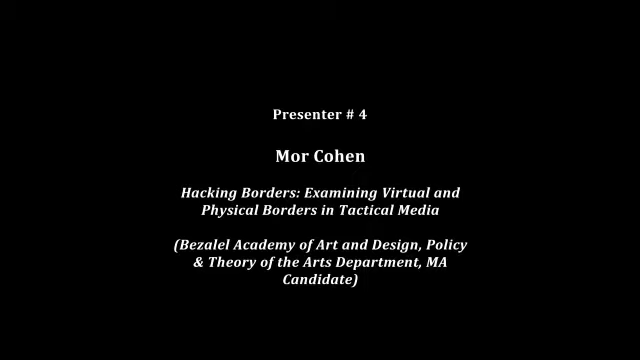 Presenter # 4
Mor Cohen
Hacking Borders: Examining Virtual and
Physical Borders in Tactical Media
(Bezalel Academy of Art and Design, Policy
& Theory of the Arts Department, MA
Candidate)